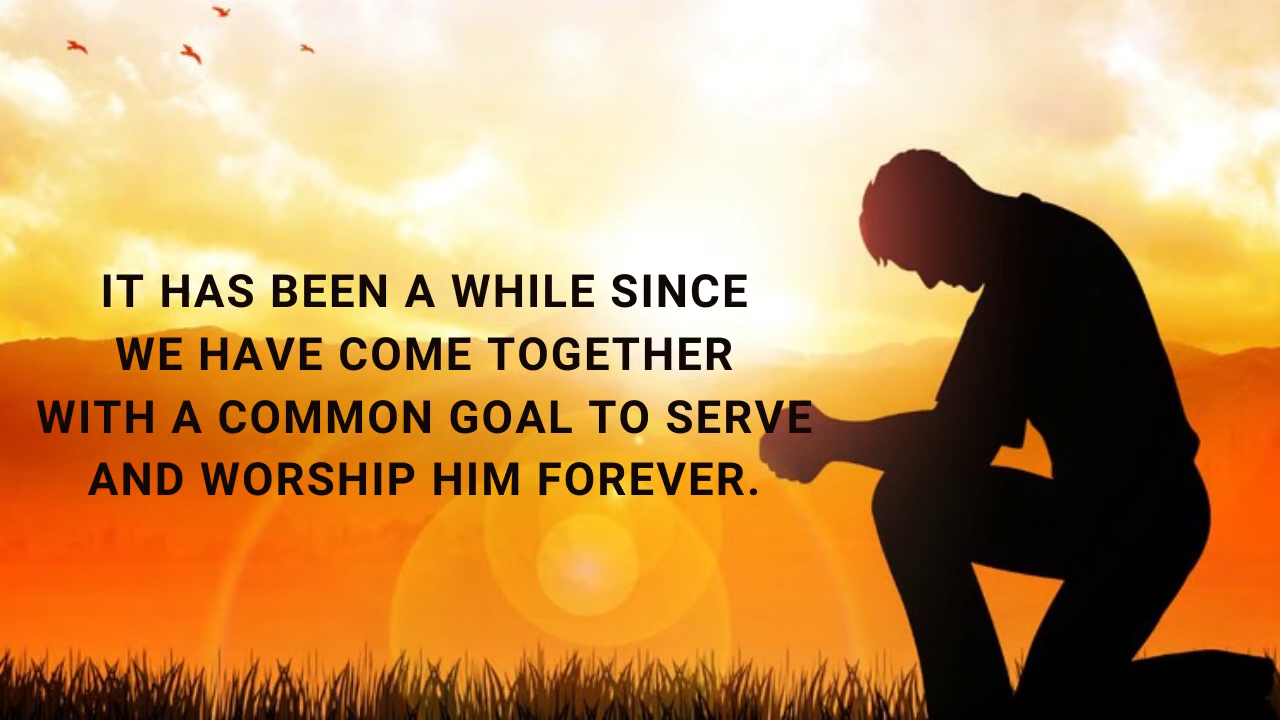 IT HAS BEEN A WHILE SINCE
WE HAVE COME TOGETHER
WITH A COMMON GOAL TO SERVE
AND WORSHIP HIM FOREVER.